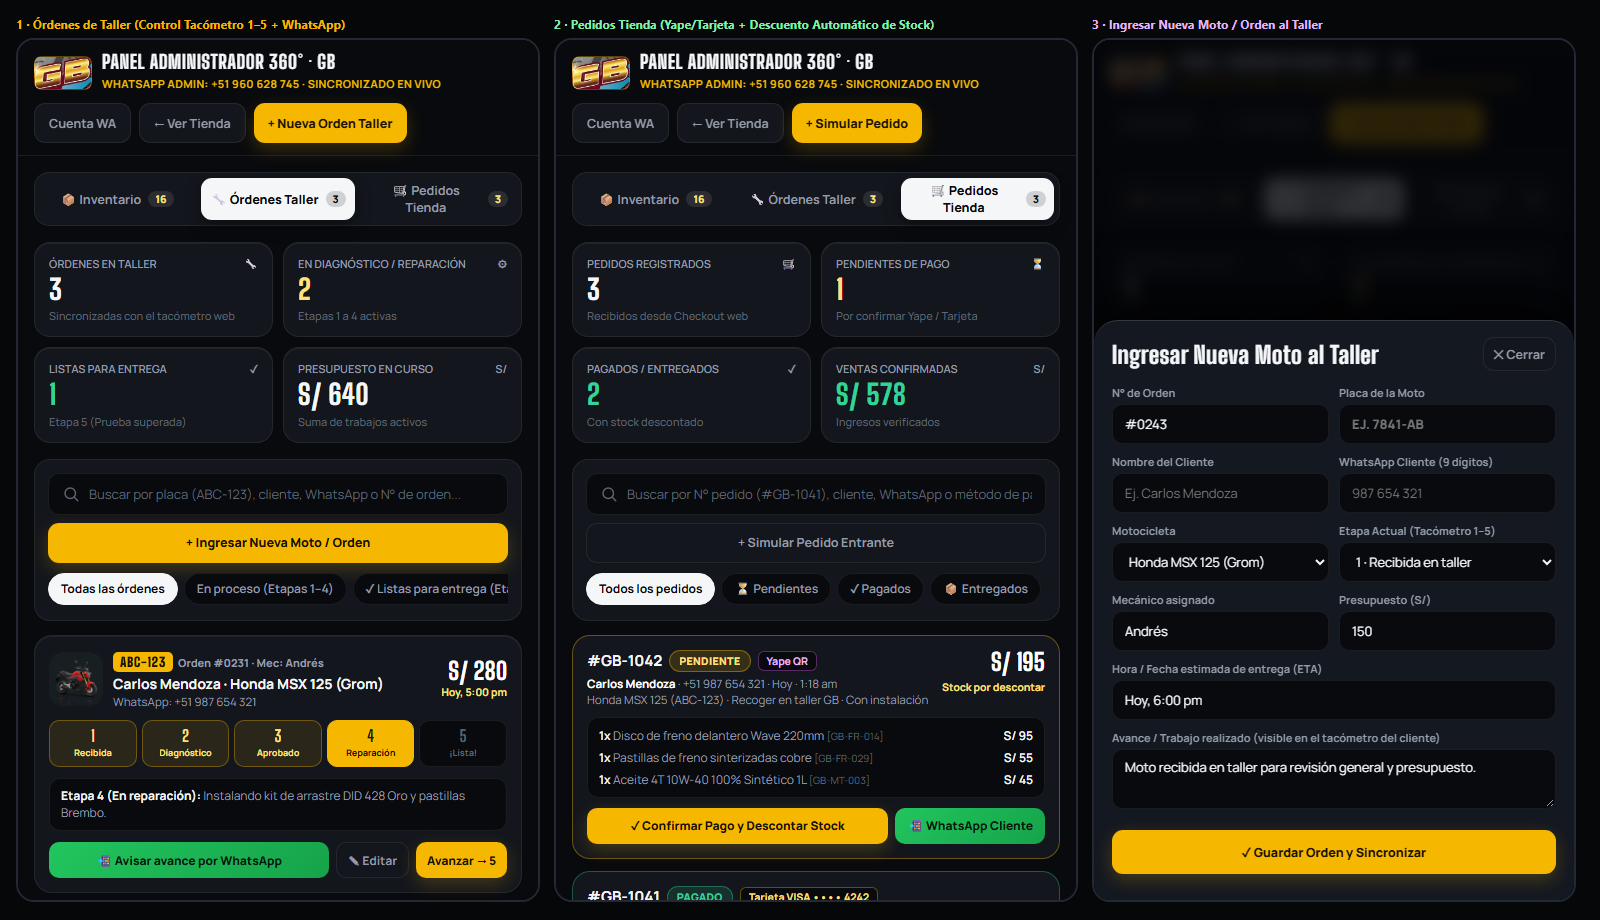 1 · Órdenes de Taller (Control Tacómetro 1–5 + WhatsApp)
GB
PANEL ADMINISTRADOR 360° · GB
WHATSAPP ADMIN: +51 960 628 745 · SINCRONIZADO EN VIVO
Cuenta WA
← Ver Tienda
+ Nueva Orden Taller
Inventario 16
Órdenes Taller 3
Pedidos Tienda 3
ÓRDENES EN TALLER
3
Sincronizadas con el tacómetro web
EN DIAGNÓSTICO / REPARACIÓN
2
Etapas 1 a 4 activas
LISTAS PARA ENTREGA ✓
1
Etapa 5 (Prueba superada)
PRESUPUESTO EN CURSO S/
S/ 640
Suma de trabajos activos
Buscar por placa (ABC-123), cliente, WhatsApp o N° de orden...
+ Ingresar Nueva Moto / Orden
Todas las órdenes
En proceso (Etapas 1–4)
✓ Listas para entrega (Eta
ABC-123 Orden #0231 · Mec: Andrés
Carlos Mendoza · Honda MSX 125 (Grom)
WhatsApp: +51 987 654 321
S/ 280
Hoy, 5:00 pm
1 Recibida
2 Diagnóstico
3 Aprobado
4 Reparación
5 ¡Lista!
Etapa 4 (En reparación): Instalando kit de arrastre DID 428 Oro y pastillas
Brembo.
Avisar avance por WhatsApp
Editar
Avanzar → 5
2 · Pedidos Tienda (Yape/Tarjeta + Descuento Automático de Stock)
GB
PANEL ADMINISTRADOR 360° · GB
WHATSAPP ADMIN: +51 960 628 745 · SINCRONIZADO EN VIVO
Cuenta WA
← Ver Tienda
+ Simular Pedido
Inventario 16
Órdenes Taller 3
Pedidos Tienda 3
PEDIDOS REGISTRADOS
3
Recibidos desde Checkout web
PENDIENTES DE PAGO
1
Por confirmar Yape / Tarjeta
PAGADOS / ENTREGADOS ✓
2
Con stock descontado
VENTAS CONFIRMADAS S/
S/ 578
Ingresos verificados
Buscar por N° pedido (#GB-1041), cliente, WhatsApp o método de pa
+ Simular Pedido Entrante
Todos los pedidos
Pendientes
✓ Pagados
Entregados
#GB-1042 PENDIENTE Yape QR
Carlos Mendoza · +51 987 654 321 · Hoy · 1:18 am
Honda MSX 125 (ABC-123) · Recoger en taller GB · Con instalación
S/ 195
Stock por descontar
1x Disco de freno delantero Wave 220mm [GB-FR-014] S/ 95
1x Pastillas de freno sinterizadas cobre [GB-FR-029] S/ 55
1x Aceite 4T 10W-40 100% Sintético 1L [GB-MT-003] S/ 45
✓ Confirmar Pago y Descontar Stock
WhatsApp Cliente
#GB-1041 PAGADO Tarjeta VISA •••• 4242
3 · Ingresar Nueva Moto / Orden al Taller
Ingresar Nueva Moto al Taller
✕ Cerrar
N° de Orden
#0243
Placa de la Moto
EJ. 7841-AB
Nombre del Cliente
Ej. Carlos Mendoza
WhatsApp Cliente (9 dígitos)
987 654 321
Motocicleta
Honda MSX 125 (Grom)
Etapa Actual (Tacómetro 1–5)
1 · Recibida en taller
Mecánico asignado
Andrés
Presupuesto (S/)
150
Hora / Fecha estimada de entrega (ETA)
Hoy, 6:00 pm
Avance / Trabajo realizado (visible en el tacómetro del cliente)
Moto recibida en taller para revisión general y presupuesto.
✓ Guardar Orden y Sincronizar